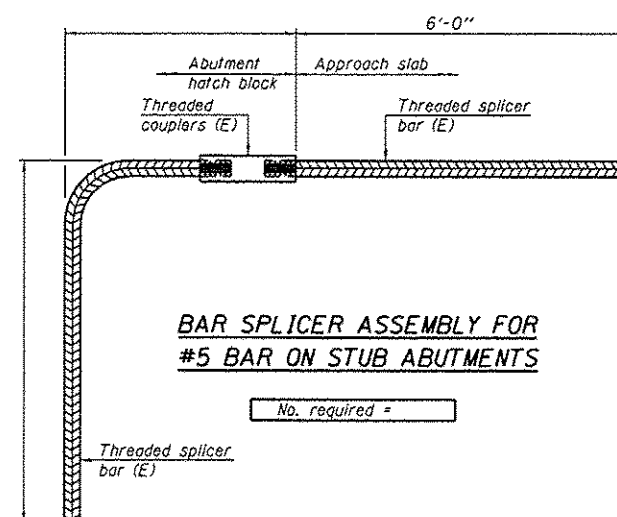 6'-0"
Abutment
hatch block
Approach slab
Threaded
couplers (E)
Threaded splicer
bar (E)
BAR SPLICER ASSEMBLY FOR
#5 BAR ON STUB ABUTMENTS
No. required =
Threaded splicer
bar (E)